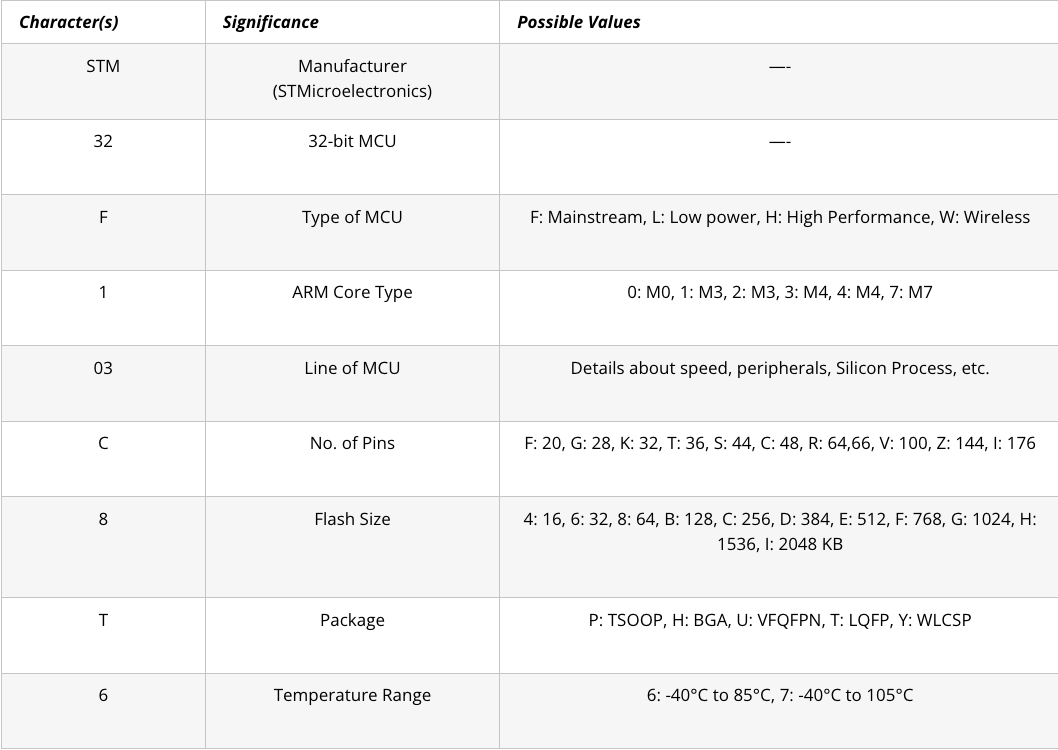 Character(s) Significance Possible Values
STM Manufacturer —-
(STMicroelectronics)
32 32-bit MCU —-
F Type of MCU F: Mainstream, L: Low power, H: High Performance, W: Wireless
1 ARM Core Type 0: M0, 1: M3, 2: M3, 3: M4, 4: M4, 7: M7
03 Line of MCU Details about speed, peripherals, Silicon Process, etc.
C No. of Pins F: 20, G: 28, K: 32, T: 36, S: 44, C: 48, R: 64,66, V: 100, Z: 144, I: 176
8 Flash Size 4: 16, 6: 32, 8: 64, B: 128, C: 256, D: 384, E: 512, F: 768, G: 1024, H:
1536, I: 2048 KB
T Package P: TSOOP, H: BGA, U: VFQFPN, T: LQFP, Y: WLCSP
6 Temperature Range 6: -40°C to 85°C, 7: -40°C to 105°C